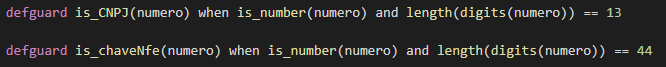 defguard is_CNPJ(numero) when is_number(numero) and length(digits(numero)) == 13
defguard is_chaveNfe(numero) when is_number(numero) and length(digits(numero)) == 44